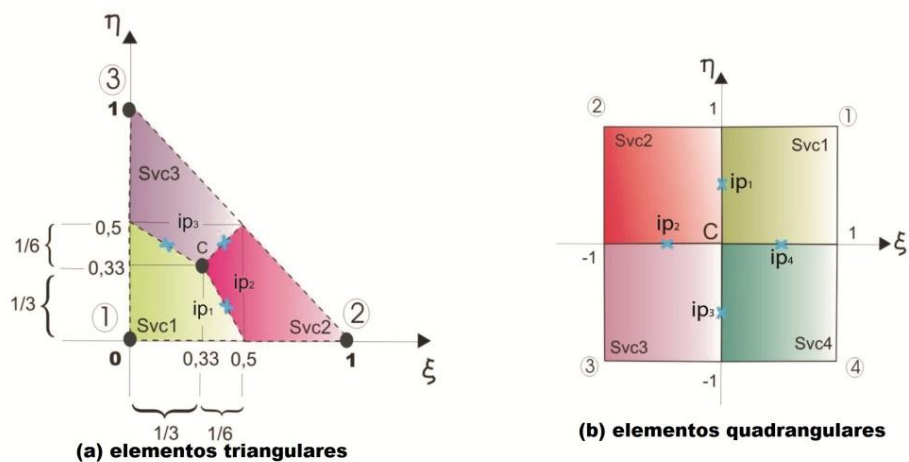 η
③
1
Svc3
0,5
1/6
0,33
1/3
ip₃
C
ip₂
ip₁
①
Svc1
Svc2
②
0
0,33
0,5
1
ξ
1/3
1/6
(a) elementos triangulares
η
②
1
①
Svc2
Svc1
ip₁
ip₂
C
1
-1
ip₄
ξ
ip₃
Svc3
Svc4
③
-1
④
(b) elementos quadrangulares